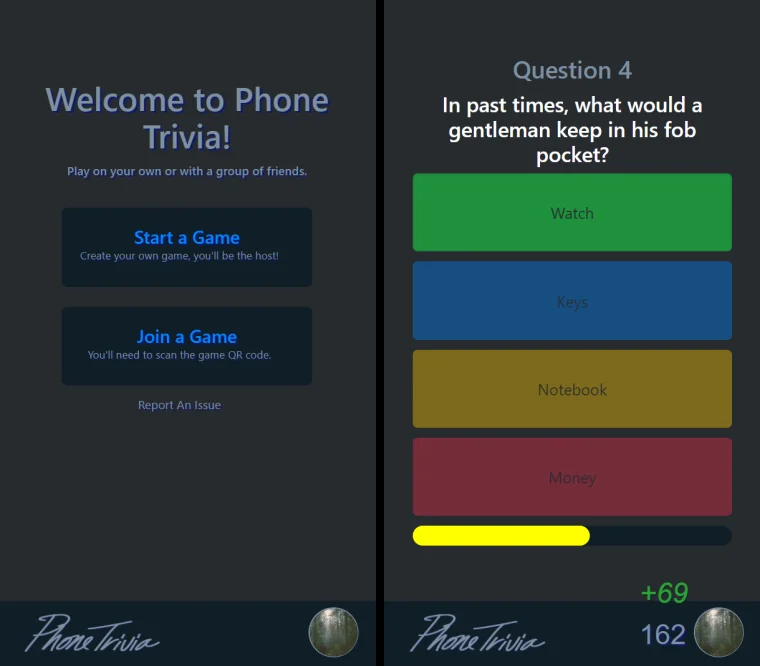 Welcome to Phone
Trivia!
Play on your own or with a group of friends.
Start a Game
Create your own game, you'll be the host!
Join a Game
You'll need to scan the game QR code.
Report An Issue
Phone Trivia
Question 4
In past times, what would a
gentleman keep in his fob
pocket?
Watch
Keys
Notebook
Money
+69
Phone Trivia
162